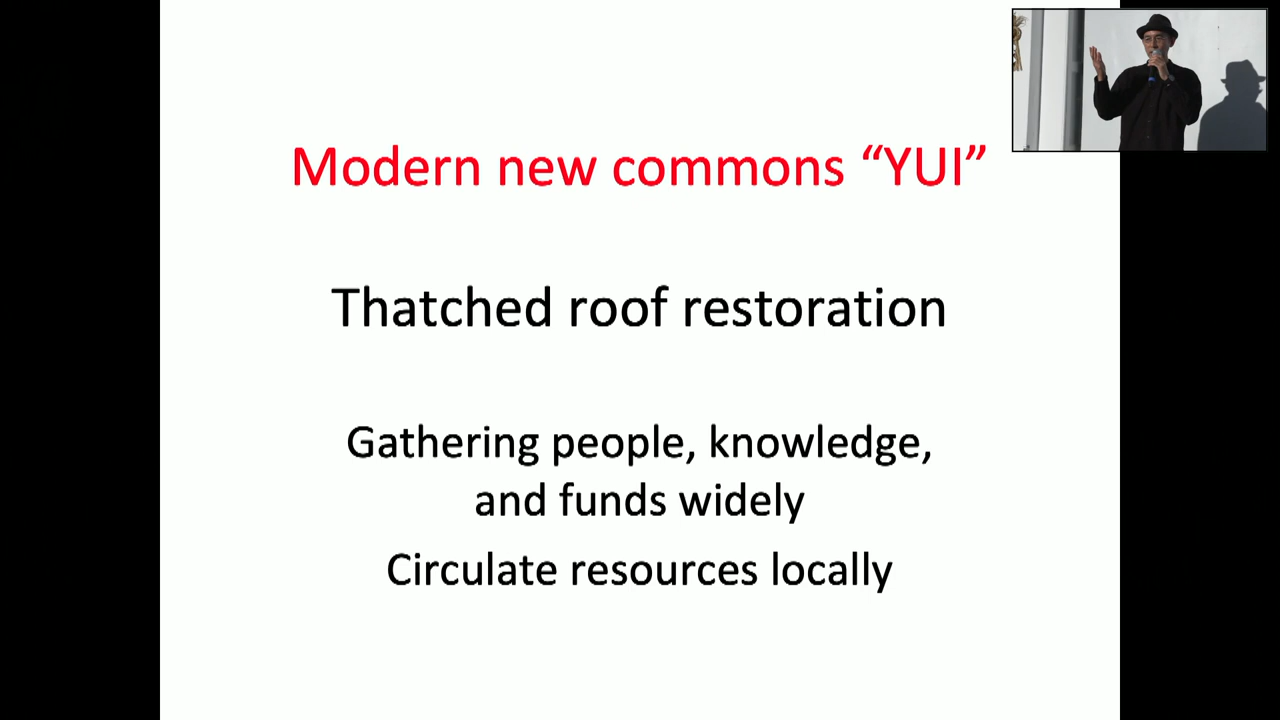 Modern new commons “YUI”
Thatched roof restoration
Gathering people, knowledge,
and funds widely
Circulate resources locally